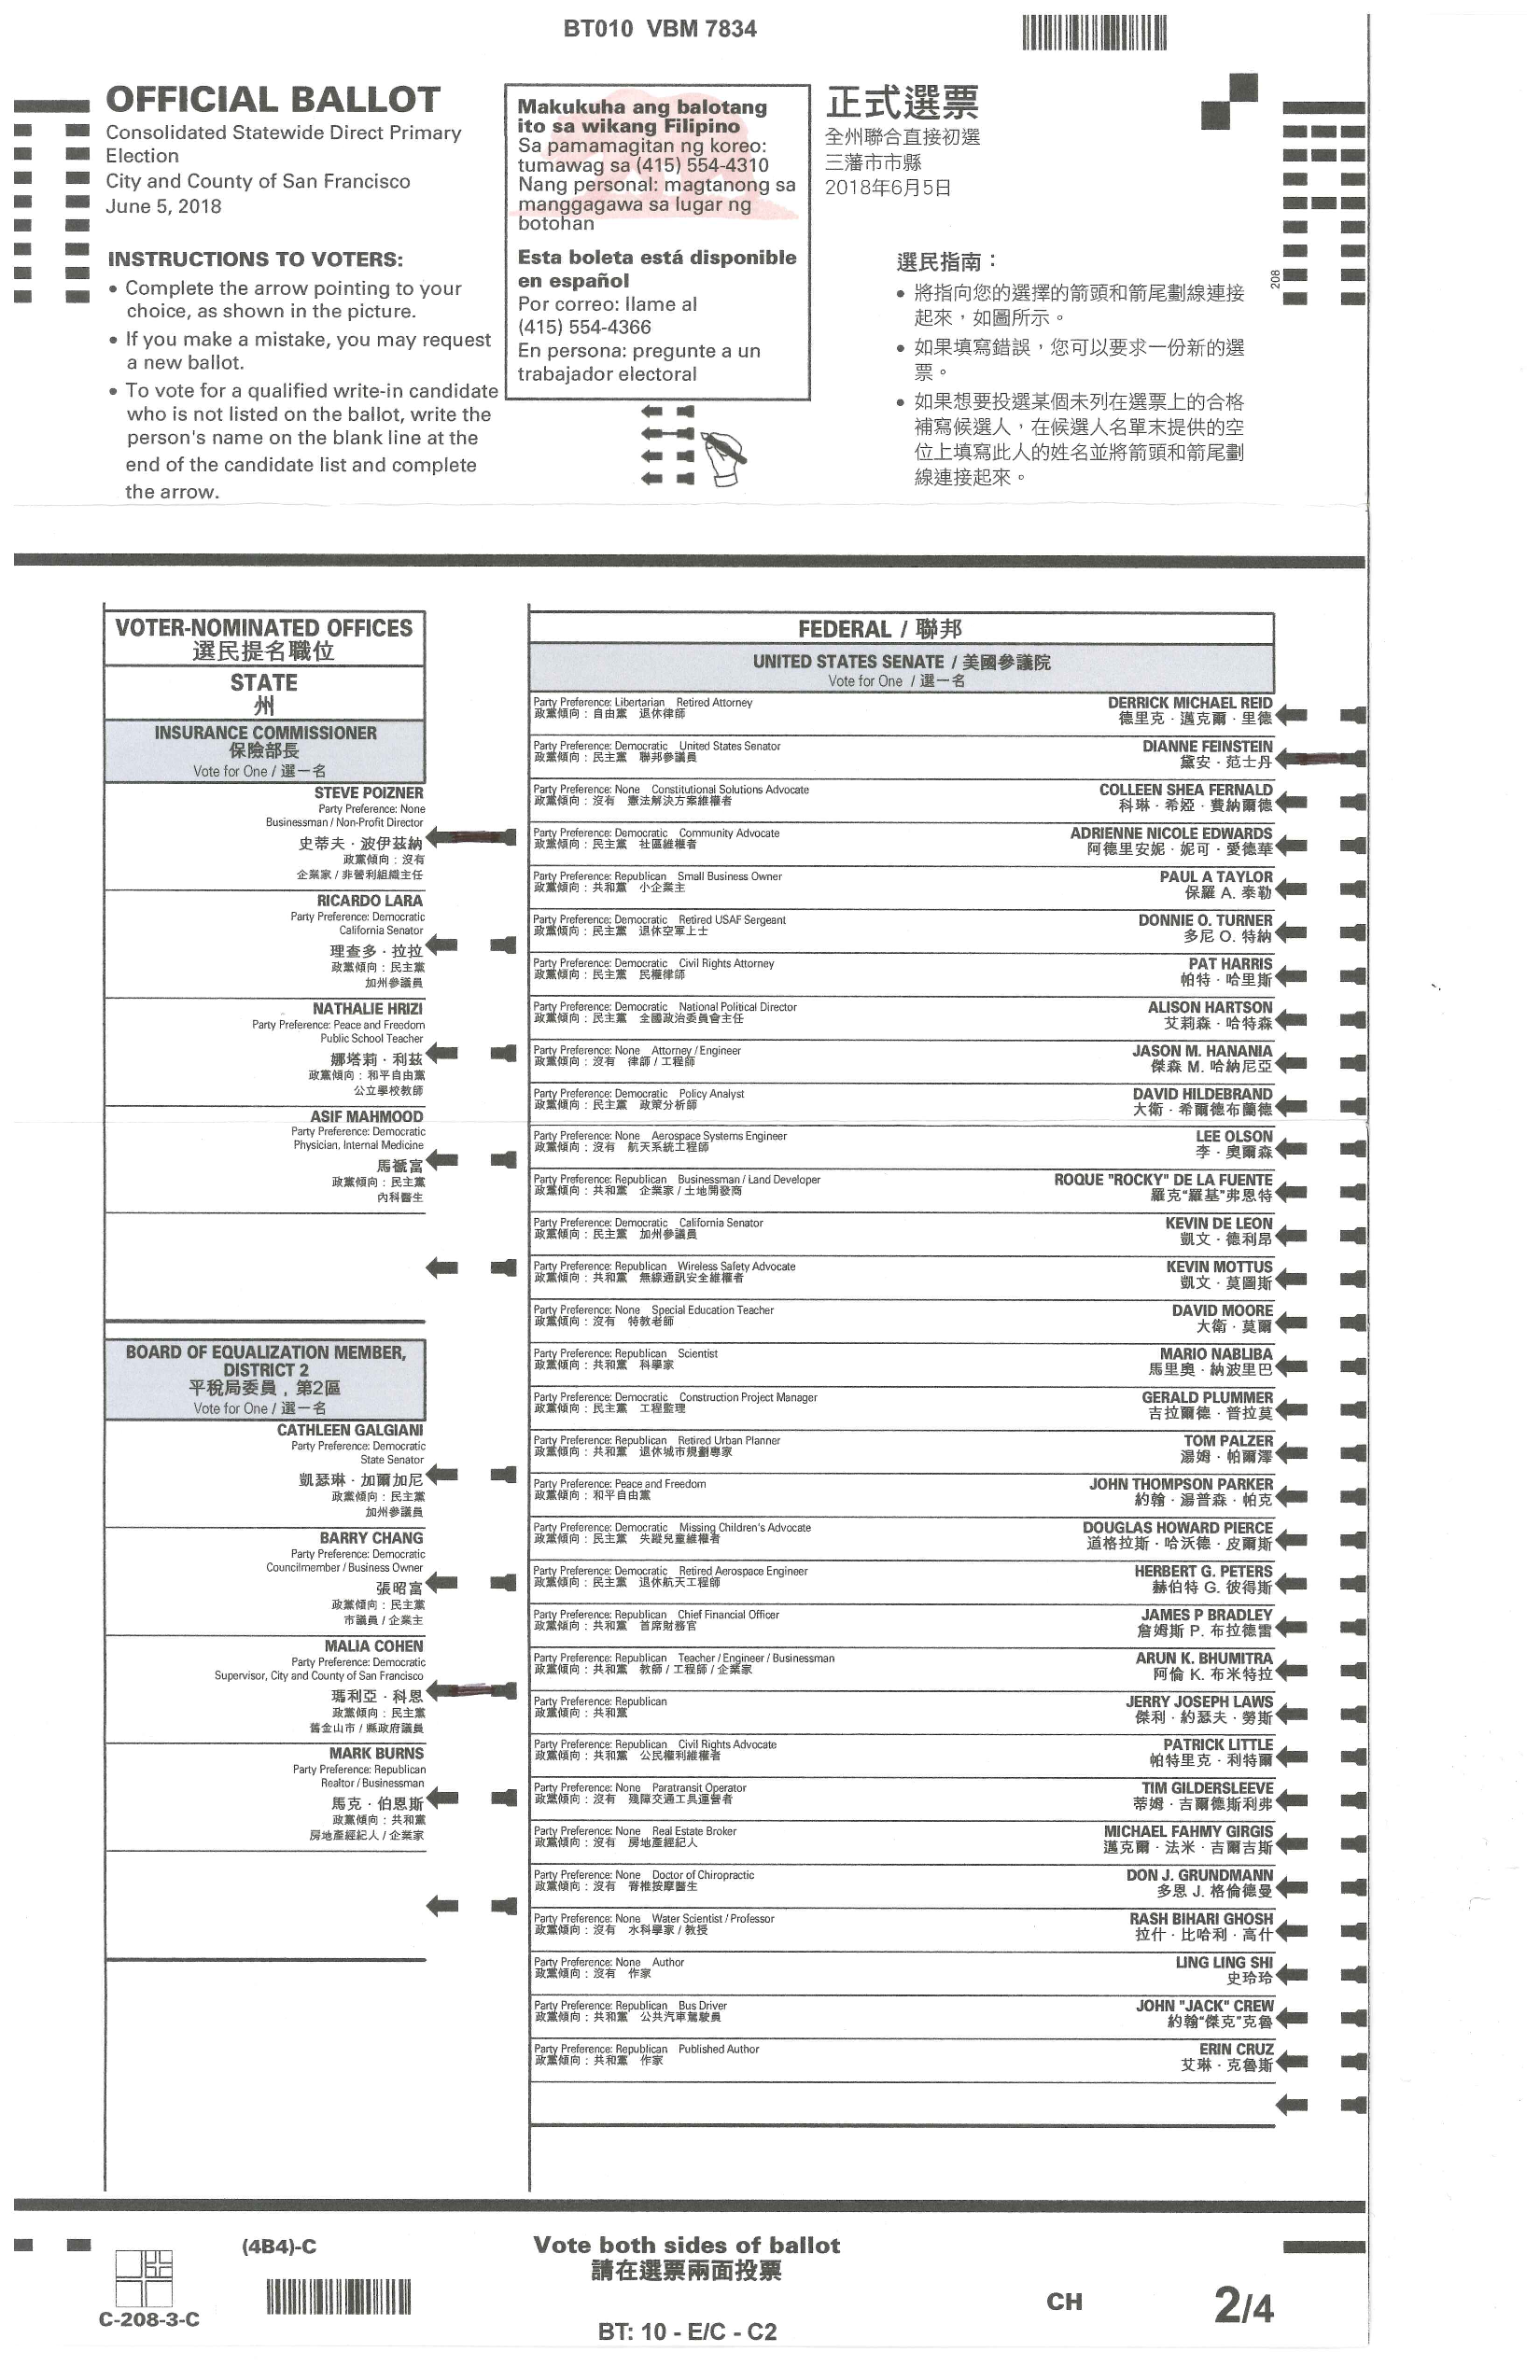 BT010 VBM 7834
OFFICIAL BALLOT
Consolidated Statewide Direct Primary
Election
City and County of San Francisco
June 5, 2018
INSTRUCTIONS TO VOTERS:
• Complete the arrow pointing to your
choice, as shown in the picture.
• If you make a mistake, you may request
a new ballot.
• To vote for a qualified write-in candidate
who is not listed on the ballot, write the
person's name on the blank line at the
end of the candidate list and complete
the arrow.
Makukuha ang balotang
ito sa wikang Filipino
Sa pamamagitan ng koreo:
tumawag sa (415) 554-4310
Nang personal: magtanong sa
manggagawa sa lugar ng
botohan
Esta boleta está disponible
en español
Por correo: llame al
(415) 554-4366
En persona: pregunte a un
trabajador electoral
正式選票
全州聯合直接初選
三藩市市縣
2018年6月5日
選民指南：
• 將指向您的選擇的箭頭和箭尾劃線連接
起來，如圖所示。
• 如果填寫錯誤，您可以要求一份新的選
票。
• 如果想要投選某個未列在選票上的合格
補寫候選人，在候選人名單末提供的空
位上填寫此人的姓名並將箭頭和箭尾劃
線連接起來。
208
VOTER-NOMINATED OFFICES
選民提名職位
STATE
州
INSURANCE COMMISSIONER
保險部長
Vote for One / 選一名
STEVE POIZNER
Party Preference: None
Businessman / Non-Profit Director
史蒂夫 · 波伊茲納
政黨傾向：沒有
企業家 / 非營利組織主任
RICARDO LARA
Party Preference: Democratic
California Senator
理查多 · 拉拉
政黨傾向：民主黨
加州參議員
NATHALIE HRIZI
Party Preference: Peace and Freedom
Public School Teacher
娜塔莉 · 利茲
政黨傾向：和平自由黨
公立學校教師
ASIF MAHMOOD
Party Preference: Democratic
Physician, Internal Medicine
政黨傾向：民主黨
內科醫生
BOARD OF EQUALIZATION MEMBER,
DISTRICT 2
平稅局委員，第2區
Vote for One / 選一名
CATHLEEN GALGIANI
Party Preference: Democratic
State Senator
凱瑟琳 · 加爾加尼
政黨傾向：民主黨
加州參議員
BARRY CHANG
Party Preference: Democratic
Councilmember / Business Owner
張昭富
政黨傾向：民主黨
市議員 / 企業主
MALIA COHEN
Party Preference: Democratic
Supervisor, City and County of San Francisco
瑪利亞 · 科恩
政黨傾向：民主黨
舊金山市 / 縣政府議員
MARK BURNS
Party Preference: Republican
Realtor / Businessman
馬克 · 伯恩斯
政黨傾向：共和黨
房地產經紀人 / 企業家
FEDERAL / 聯邦
UNITED STATES SENATE / 美國參議院
Vote for One / 選一名
Party Preference: Libertarian Retired Attorney DERRICK MICHAEL REID
政黨傾向：自由黨 退休律師 德里克 · 邁克爾 · 里德
Party Preference: Democratic United States Senator DIANNE FEINSTEIN
政黨傾向：民主黨 聯邦參議員 黛安 · 范士丹
Party Preference: None Constitutional Solutions Advocate COLLEEN SHEA FERNALD
政黨傾向：沒有 憲法解決方案維權者 科琳 · 希婭 · 費納爾德
Party Preference: Democratic Community Advocate ADRIENNE NICOLE EDWARDS
政黨傾向：民主黨 社區維權者 阿德里安妮 · 妮可 · 愛德華
Party Preference: Republican Small Business Owner PAUL A TAYLOR
政黨傾向：共和黨 小企業主 保羅 A. 泰勒
Party Preference: Democratic Retired USAF Sergeant DONNIE O. TURNER
政黨傾向：民主黨 退休空軍上士 多尼 O. 特納
Party Preference: Democratic Civil Rights Attorney PAT HARRIS
政黨傾向：民主黨 民權律師 帕特 · 哈里斯
Party Preference: Democratic National Political Director ALISON HARTSON
政黨傾向：民主黨 全國政治委員會主任 艾莉森 · 哈特森
Party Preference: None Attorney / Engineer JASON M. HANANIA
政黨傾向：沒有 律師 / 工程師 傑森 M. 哈納尼亞
Party Preference: Democratic Policy Analyst DAVID HILDEBRAND
政黨傾向：民主黨 政策分析師 大衛 · 希爾德布蘭德
Party Preference: None Aerospace Systems Engineer LEE OLSON
政黨傾向：沒有 航天系統工程師 李 · 奧爾森
Party Preference: Republican Businessman / Land Developer ROQUE "ROCKY" DE LA FUENTE
政黨傾向：共和黨 企業家 / 土地開發商 羅克“羅基”弗恩特
Party Preference: Democratic California Senator KEVIN DE LEON
政黨傾向：民主黨 加州參議員 凱文 · 德利昂
Party Preference: Republican Wireless Safety Advocate KEVIN MOTTUS
政黨傾向：共和黨 無線通訊安全維權者 凱文 · 莫圖斯
Party Preference: None Special Education Teacher DAVID MOORE
政黨傾向：沒有 特教老師 大衛 · 莫爾
Party Preference: Republican Scientist MARIO NABLIBA
政黨傾向：共和黨 科學家 馬里奧 · 納波里巴
Party Preference: Democratic Construction Project Manager GERALD PLUMMER
政黨傾向：民主黨 工程監理 吉拉爾德 · 普拉莫
Party Preference: Republican Retired Urban Planner TOM PALZER
政黨傾向：共和黨 退休城市規劃專家 湯姆 · 帕爾澤
Party Preference: Peace and Freedom JOHN THOMPSON PARKER
政黨傾向：和平自由黨 約翰 · 湯普森 · 帕克
Party Preference: Democratic Missing Children's Advocate DOUGLAS HOWARD PIERCE
政黨傾向：民主黨 失蹤兒童維權者 道格拉斯 · 哈沃德 · 皮爾斯
Party Preference: Democratic Retired Aerospace Engineer HERBERT G. PETERS
政黨傾向：民主黨 退休航天工程師 赫伯特 G. 彼得斯
Party Preference: Republican Chief Financial Officer JAMES P BRADLEY
政黨傾向：共和黨 首席財務官 詹姆斯 P. 布拉德雷
Party Preference: Republican Teacher / Engineer / Businessman ARUN K. BHUMITRA
政黨傾向：共和黨 教師 / 工程師 / 企業家 阿倫 K. 布米特拉
Party Preference: Republican JERRY JOSEPH LAWS
政黨傾向：共和黨 傑利 · 約瑟夫 · 勞斯
Party Preference: Republican Civil Rights Advocate PATRICK LITTLE
政黨傾向：共和黨 公民權利維權者 帕特里克 · 利特爾
Party Preference: None Paratransit Operator TIM GILDERSLEEVE
政黨傾向：沒有 殘障交通工具運營者 蒂姆 · 吉爾德斯利弗
Party Preference: None Real Estate Broker MICHAEL FAHMY GIRGIS
政黨傾向：沒有 房地產經紀人 邁克爾 · 法米 · 吉爾吉斯
Party Preference: None Doctor of Chiropractic DON J. GRUNDMANN
政黨傾向：沒有 脊椎按摩醫生 多恩 J. 格倫德曼
Party Preference: None Water Scientist / Professor RASH BIHARI GHOSH
政黨傾向：沒有 水科學家 / 教授 拉什 · 比哈利 · 高什
Party Preference: None Author LING LING SHI
政黨傾向：沒有 作家 史玲玲
Party Preference: Republican Bus Driver JOHN "JACK" CREW
政黨傾向：共和黨 公共汽車駕駛員 約翰“傑克”克魯
Party Preference: Republican Published Author ERIN CRUZ
政黨傾向：共和黨 作家 艾琳 · 克魯斯
(4B4)-C
C-208-3-C
Vote both sides of ballot
請在選票兩面投票
BT: 10 - E/C - C2
CH
2/4